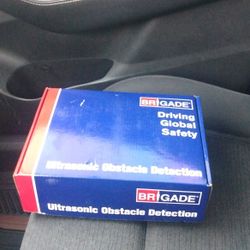 BRIGADE
Driving
Global
Safety
Ultrasonic Obstacle Detection
BRIGADE
Ultrasonic Obstacle Detection